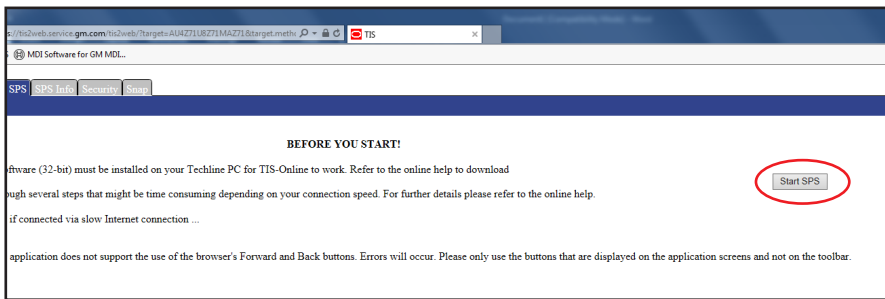 s://tis2web.service.gm.com/tis2web/?target=AU4Z71U8Z71MAZ71&target.meth TIS
MDI Software for GM MDI...
SPS SPS Info Security Snap
BEFORE YOU START!
oftware (32-bit) must be installed on your Techline PC for TIS-Online to work. Refer to the online help to download
Start SPS
ough several steps that might be time consuming depending on your connection speed. For further details please refer to the online help.
if connected via slow Internet connection ...
application does not support the use of the browser's Forward and Back buttons. Errors will occur. Please only use the buttons that are displayed on the application screens and not on the toolbar.